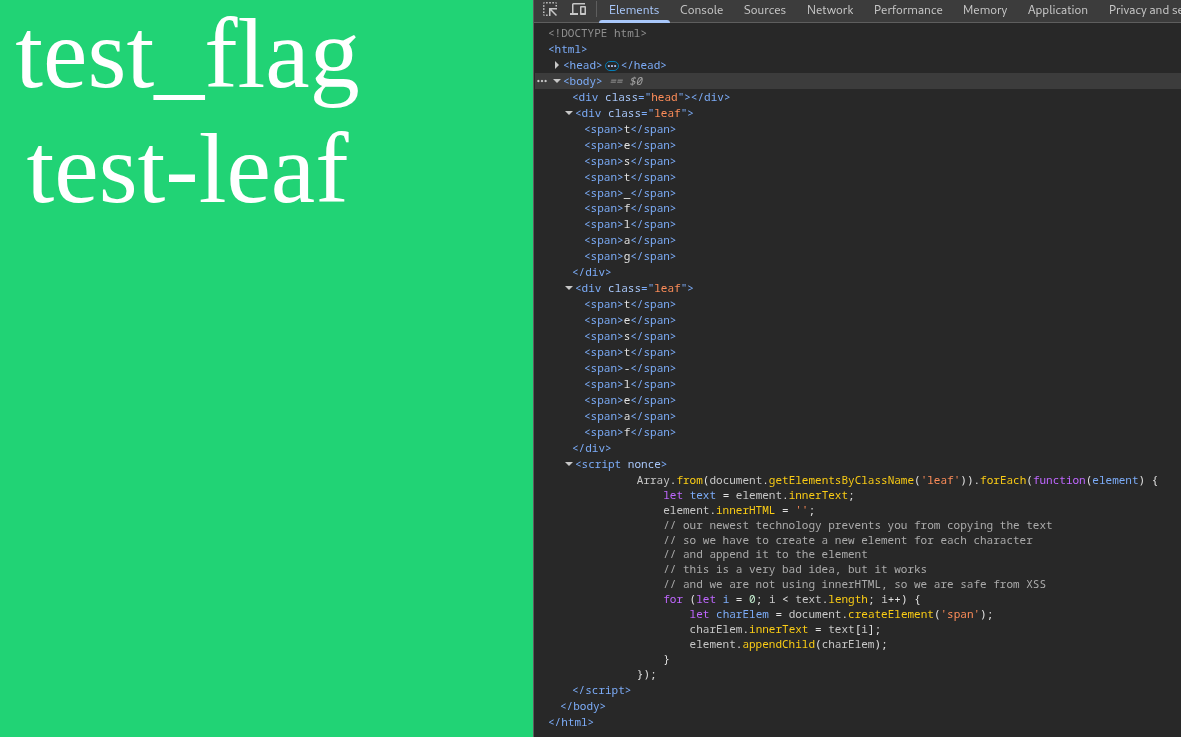 test_flag
test-leaf
Elements Console Sources Network Performance Memory Application Privacy and se
<!DOCTYPE html>
<html>
<head> ··· </head>
··· <body> == $0
<div class="head"></div>
<div class="leaf">
<span>t</span>
<span>e</span>
<span>s</span>
<span>t</span>
<span>_</span>
<span>f</span>
<span>l</span>
<span>a</span>
<span>g</span>
</div>
<div class="leaf">
<span>t</span>
<span>e</span>
<span>s</span>
<span>t</span>
<span>-</span>
<span>l</span>
<span>e</span>
<span>a</span>
<span>f</span>
</div>
<script nonce>
Array.from(document.getElementsByClassName('leaf')).forEach(function(element) {
let text = element.innerText;
element.innerHTML = '';
// our newest technology prevents you from copying the text
// so we have to create a new element for each character
// and append it to the element
// this is a very bad idea, but it works
// and we are not using innerHTML, so we are safe from XSS
for (let i = 0; i < text.length; i++) {
let charElem = document.createElement('span');
charElem.innerText = text[i];
element.appendChild(charElem);
}
});
</script>
</body>
</html>